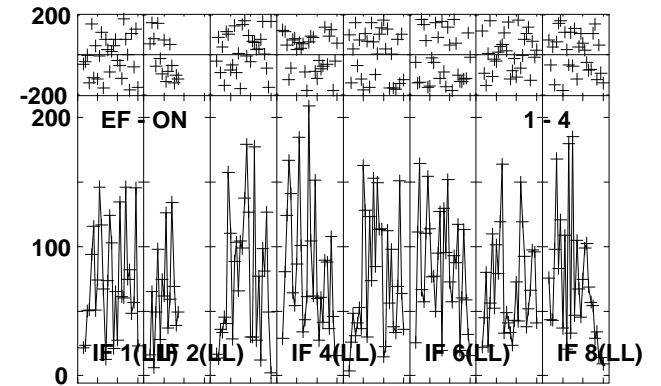 200
-200
200
EF - ON
1 - 4
100
IF 1(LL)
IF 2(LL)
IF 4(LL)
IF 6(LL)
IF 8(LL)
0